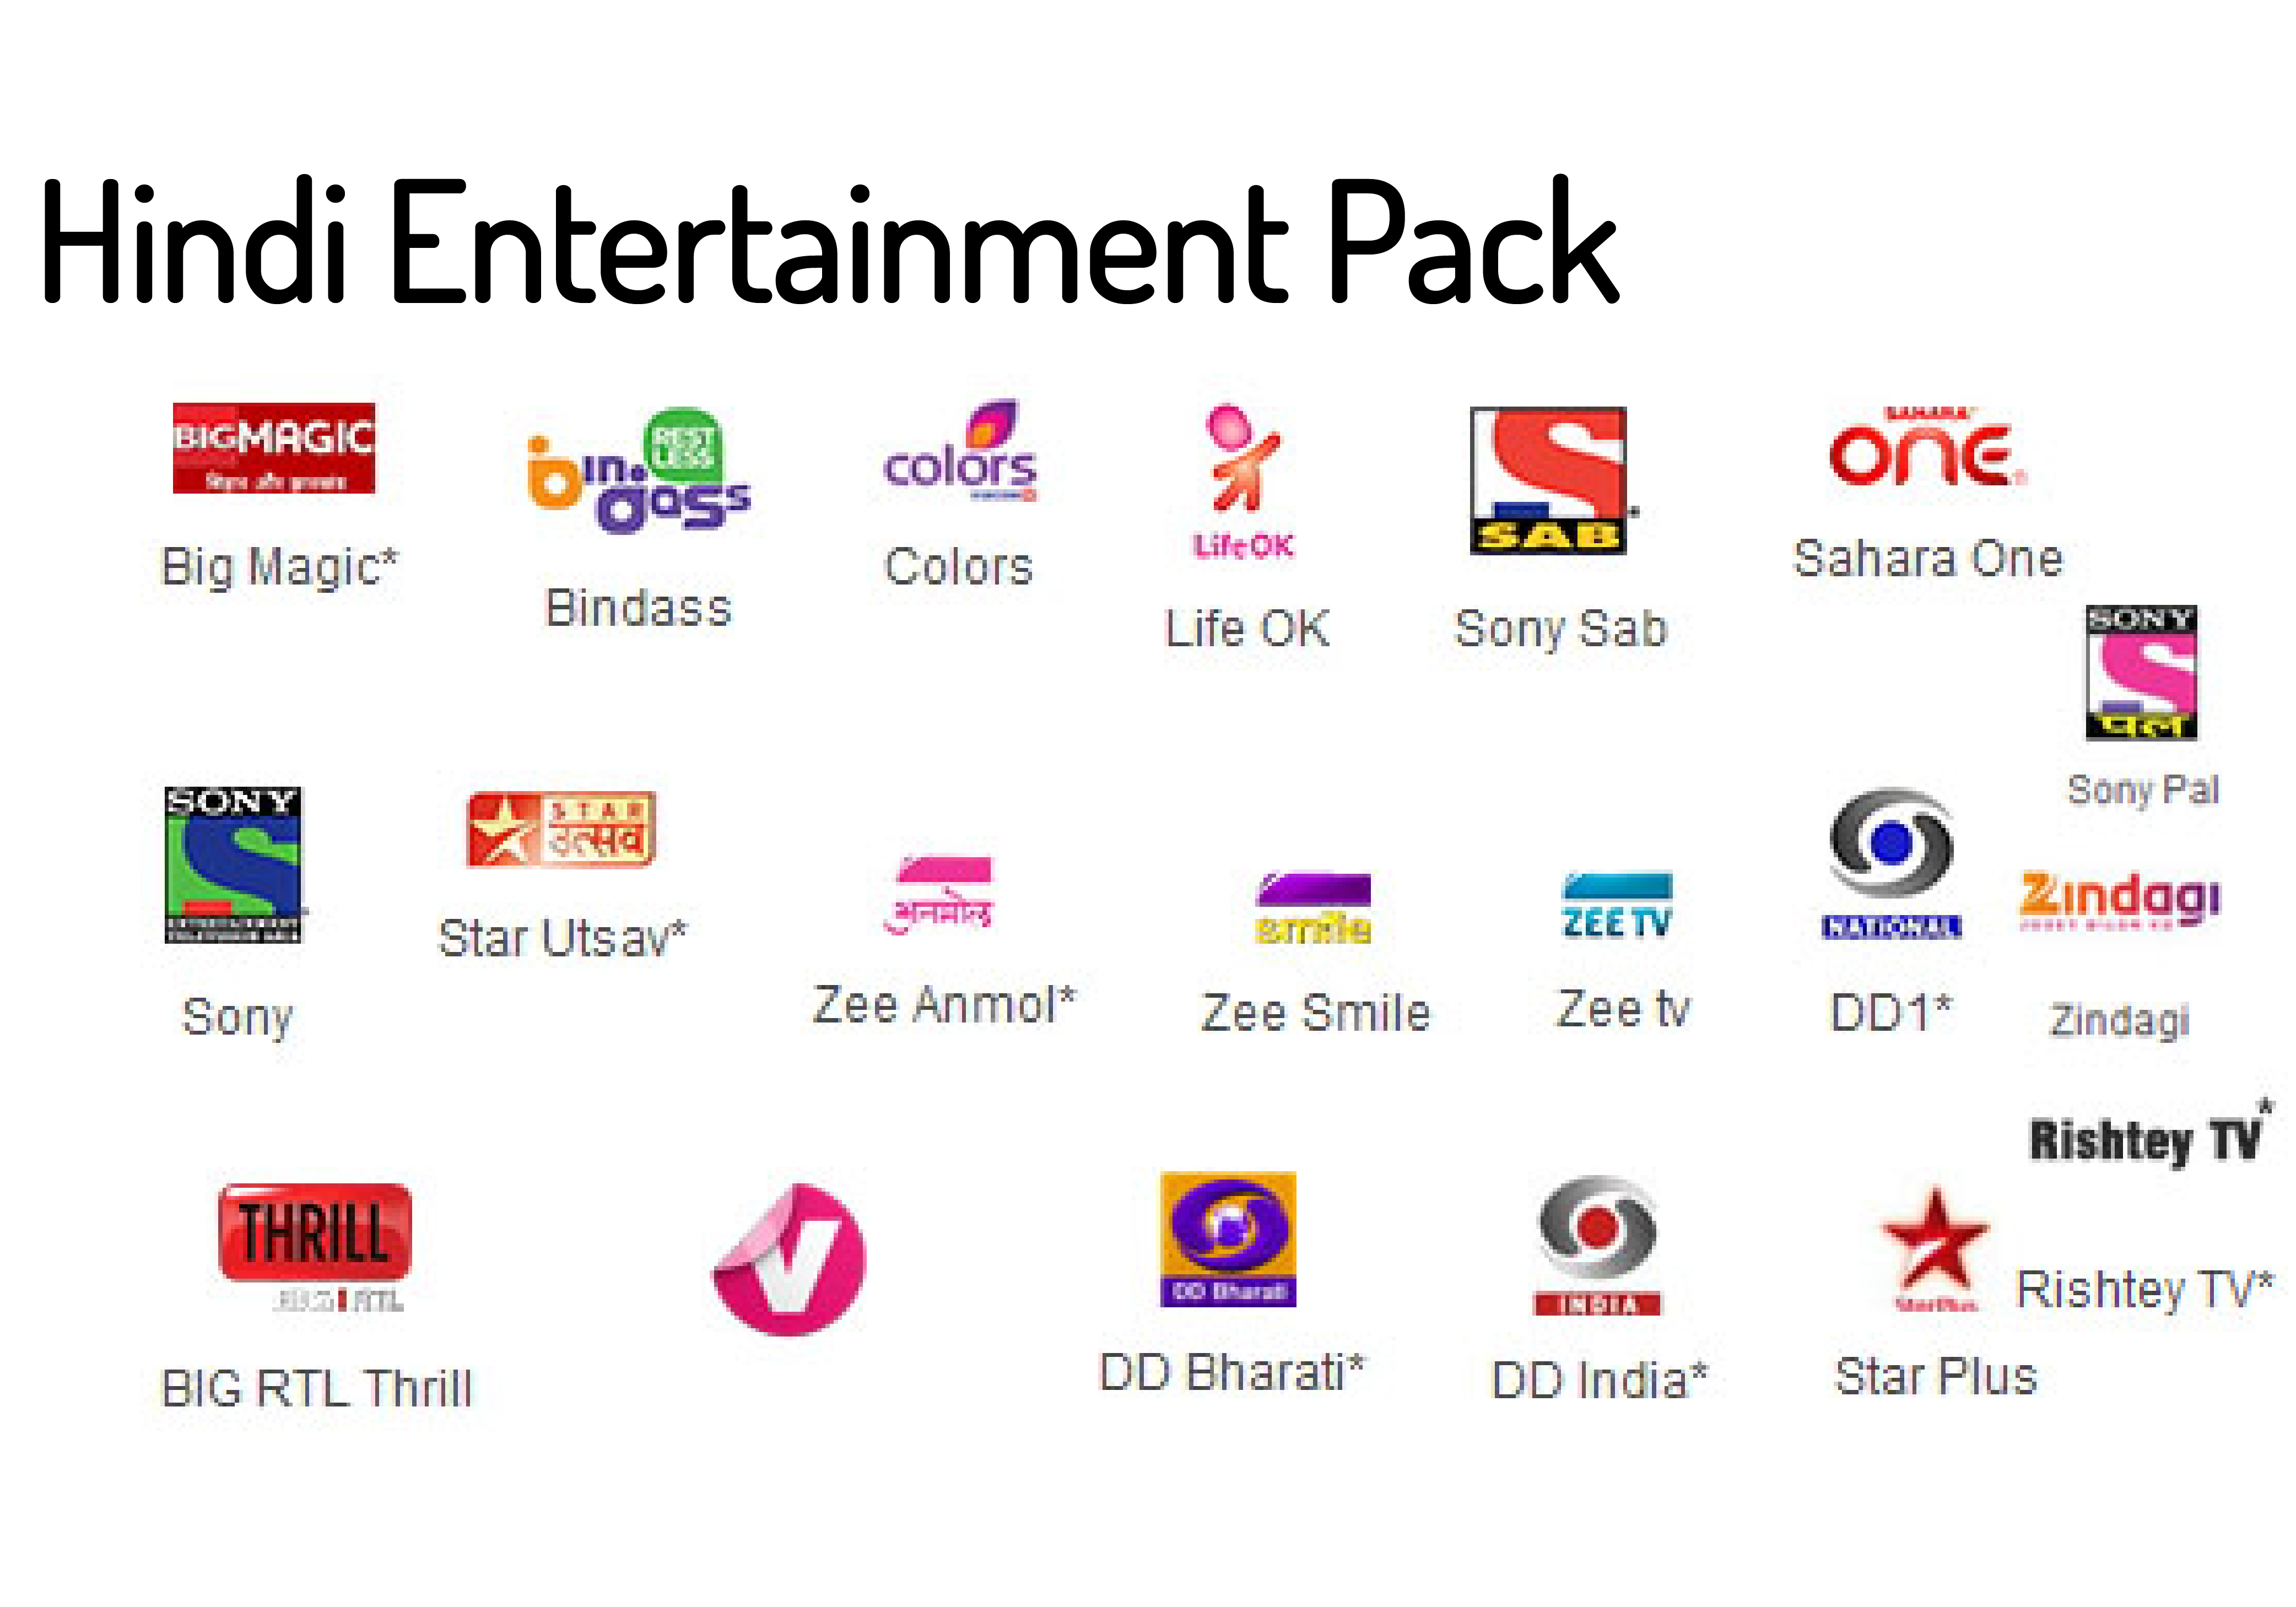 Hindi Entertainment Pack
BIGMAGIC
Big Magic*
bin.
dass
REST
LESS
Bindass
colors
Colors
LifeOK
Life OK
SAB
Sony Sab
SAHARA
one
Sahara One
SONY
पल
Sony Pal
SONY
Sony
STAR
उत्सव
Star Utsav*
अनमोल
Zee Anmol*
smile
Zee Smile
ZEE TV
Zee tv
NATIONAL
DD1*
zindagi
Zindagi
Rishtey TV*
Rishtey TV*
THRILL
RTL
BIG RTL Thrill
V
DD Bharati
DD Bharati*
INDIA
DD India*
StarPlus
Star Plus